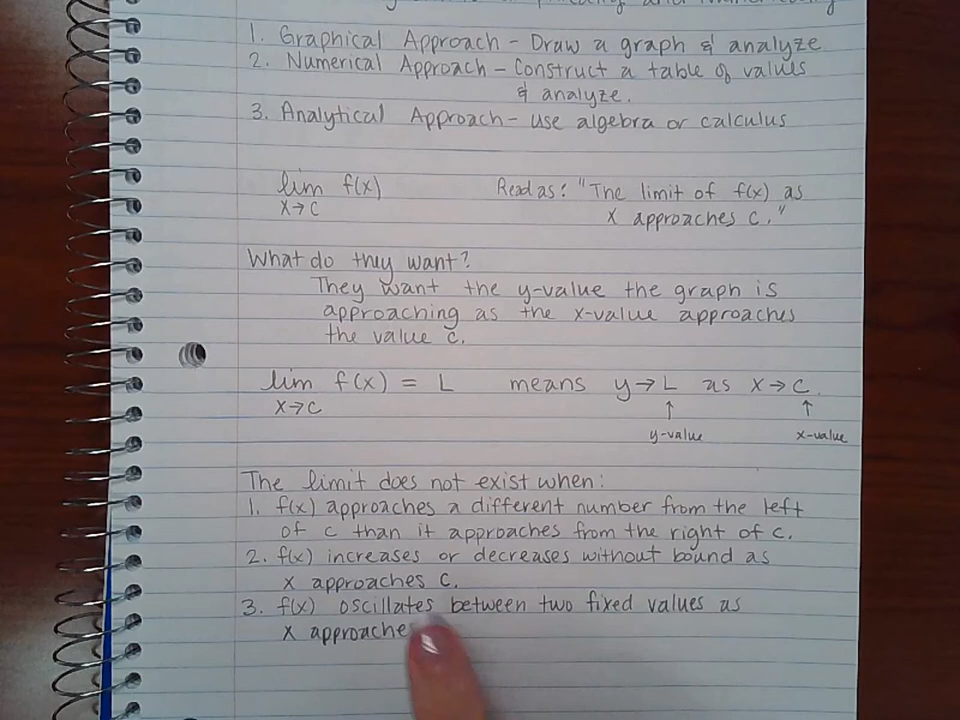 and
1. Graphical Approach - Draw a graph & analyze
2. Numerical Approach - Construct a table of values
& analyze.
3. Analytical Approach - use algebra or calculus
lim f(x) Read as: "The limit of f(x) as
x→c x approaches c."
What do they want?
They want the y-value the graph is
approaching as the x-value approaches
the value c.
lim f(x) = L means y→L as x→c.
x→c ↑ ↑
y-value x-value
The limit does not exist when:
1. f(x) approaches a different number from the left
of c than it approaches from the right of c.
2. f(x) increases or decreases without bound as
x approaches c.
3. f(x) oscillates between two fixed values as
x approaches